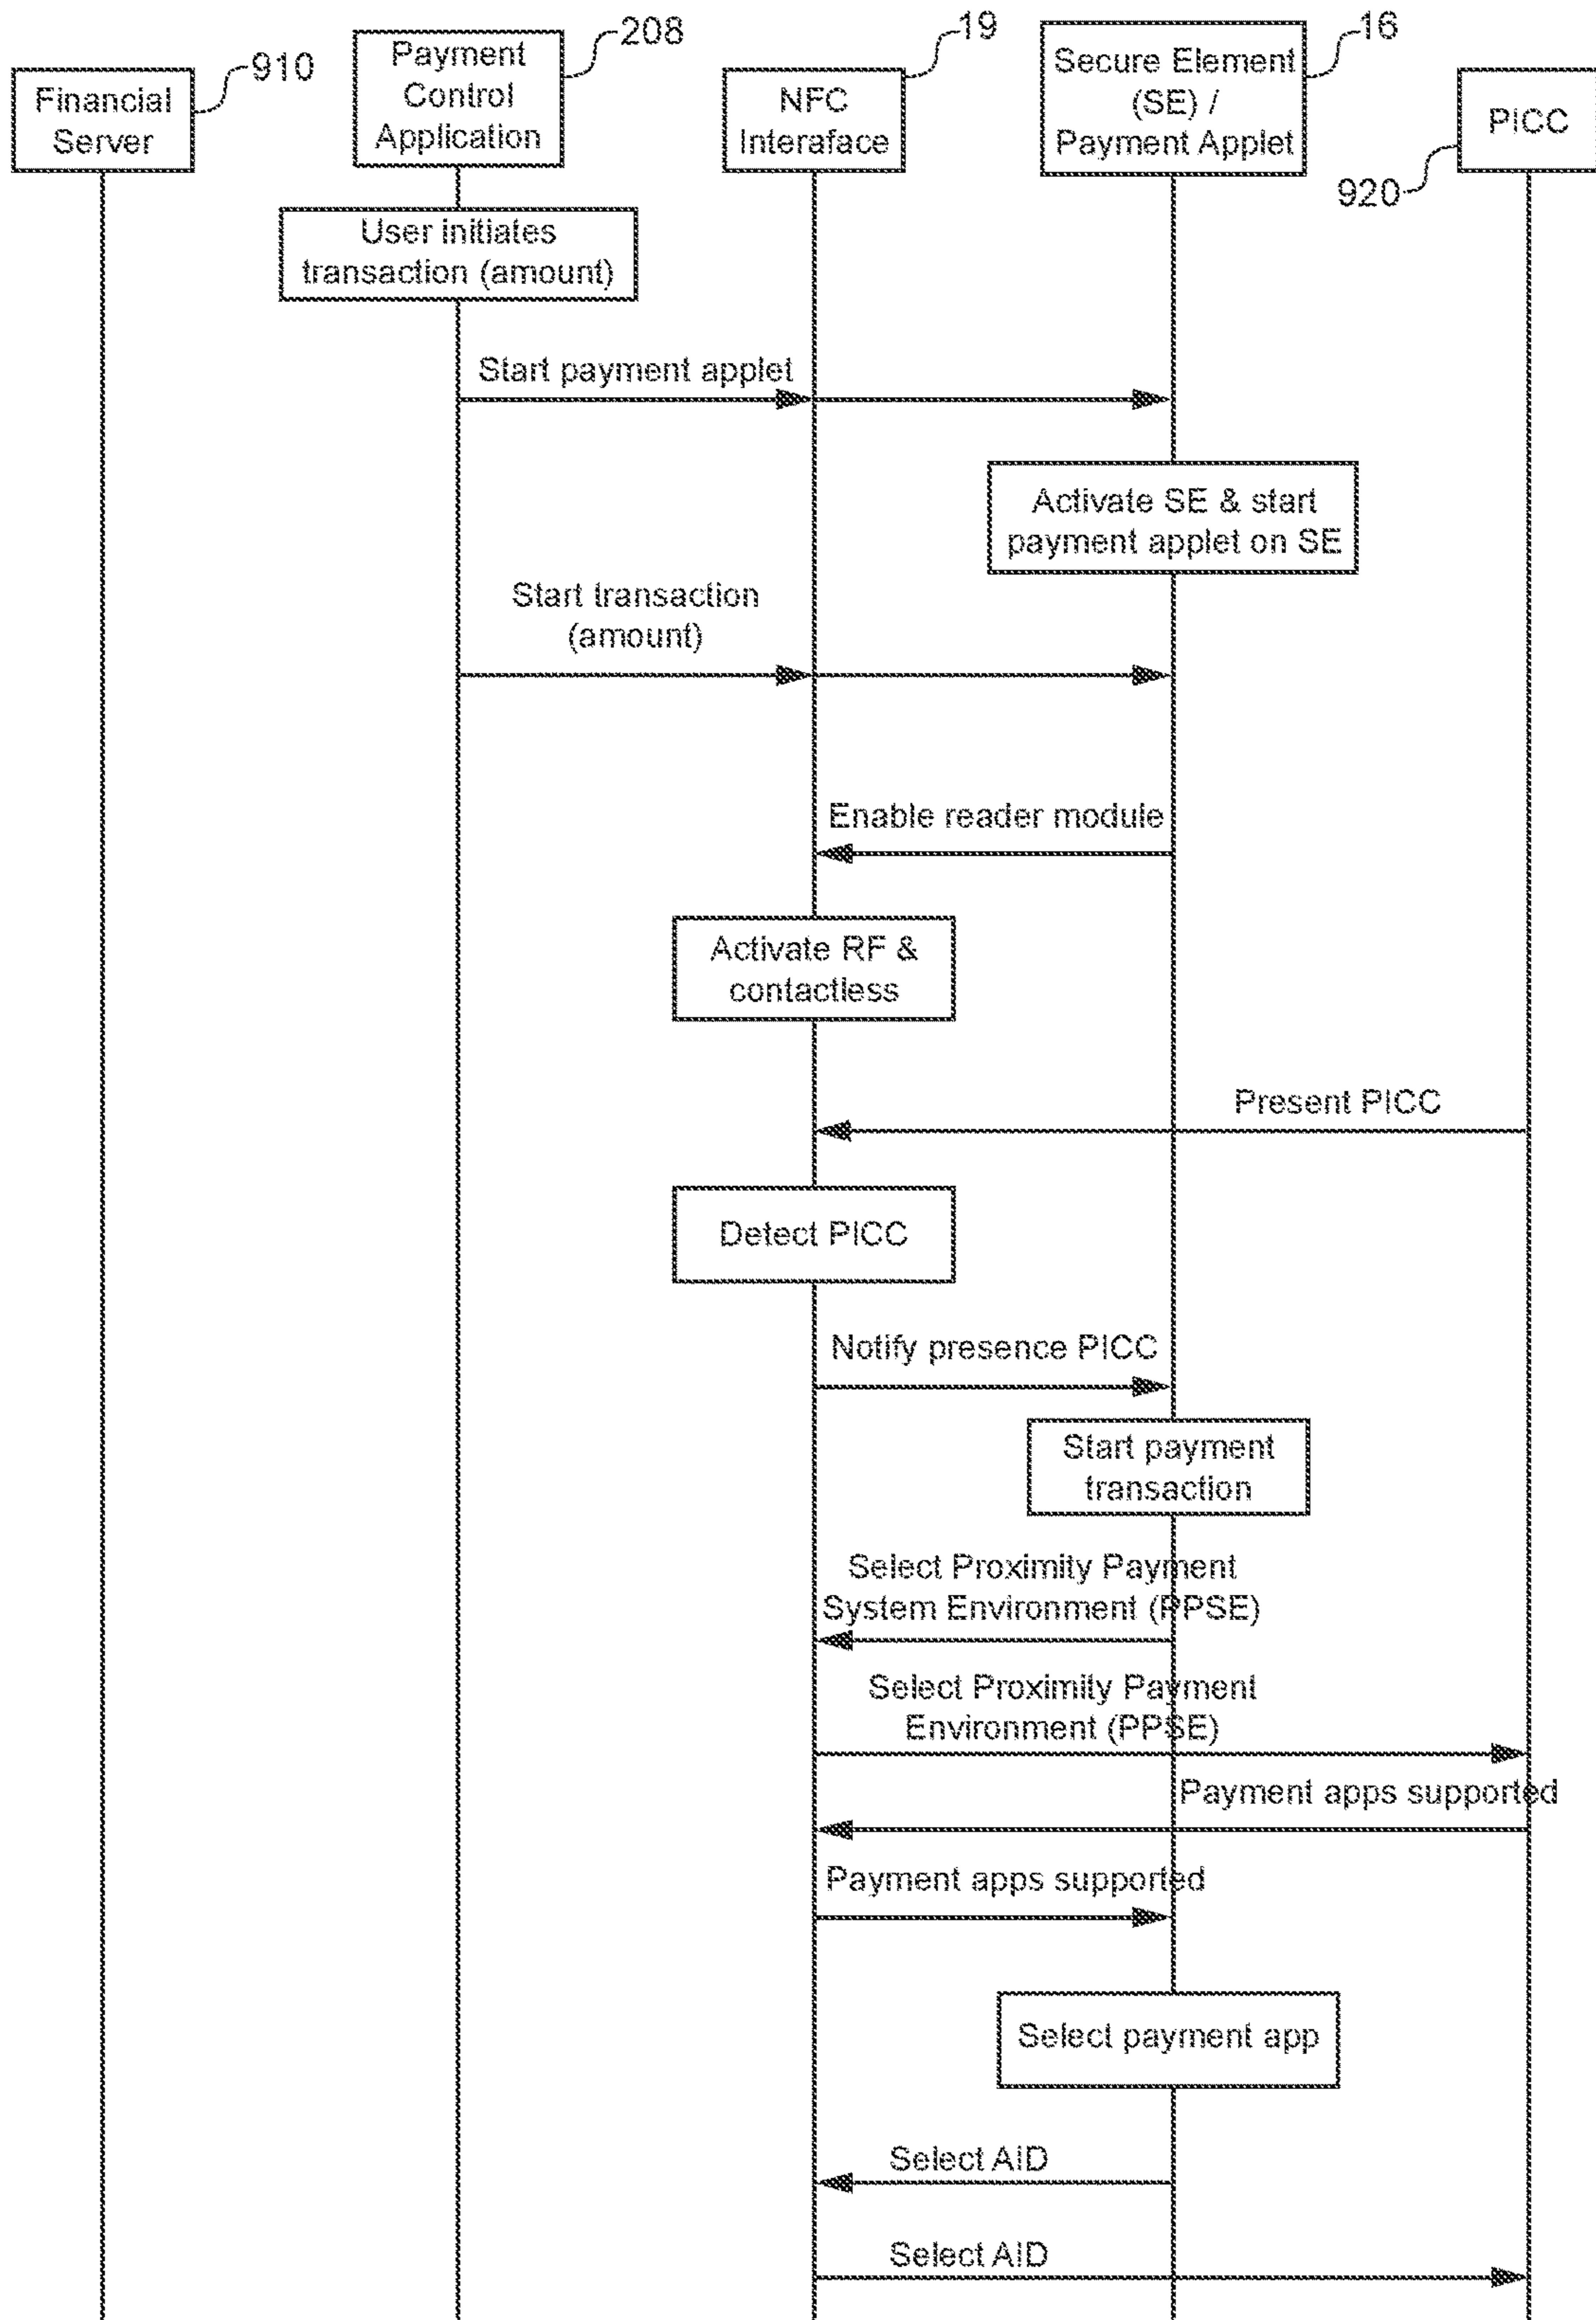 910
208
19
16
Financial
Server
Payment
Control
Application
NFC
Interaface
Secure Element
(SE) /
Payment Applet
PICC
920
User initiates
transaction (amount)
Start payment applet
Activate SE & start
payment applet on SE
Start transaction
(amount)
Enable reader module
Activate RF &
contactless
Present PICC
Detect PICC
Notify presence PICC
Start payment
transaction
Select Proximity Payment
System Environment (PPSE)
Select Proximity Payment
Environment (PPSE)
Payment apps supported
Payment apps supported
Select payment app
Select AID
Select AID